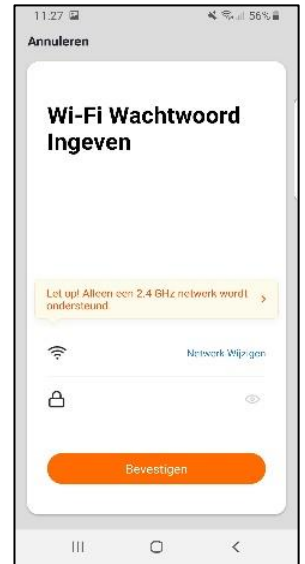 11.27 56%
Annuleren
Wi-Fi Wachtwoord
Ingeven
Let op! Alleen een 2.4 GHz netwerk wordt
ondersteund.
Netwerk Wijzigen
Bevestigen